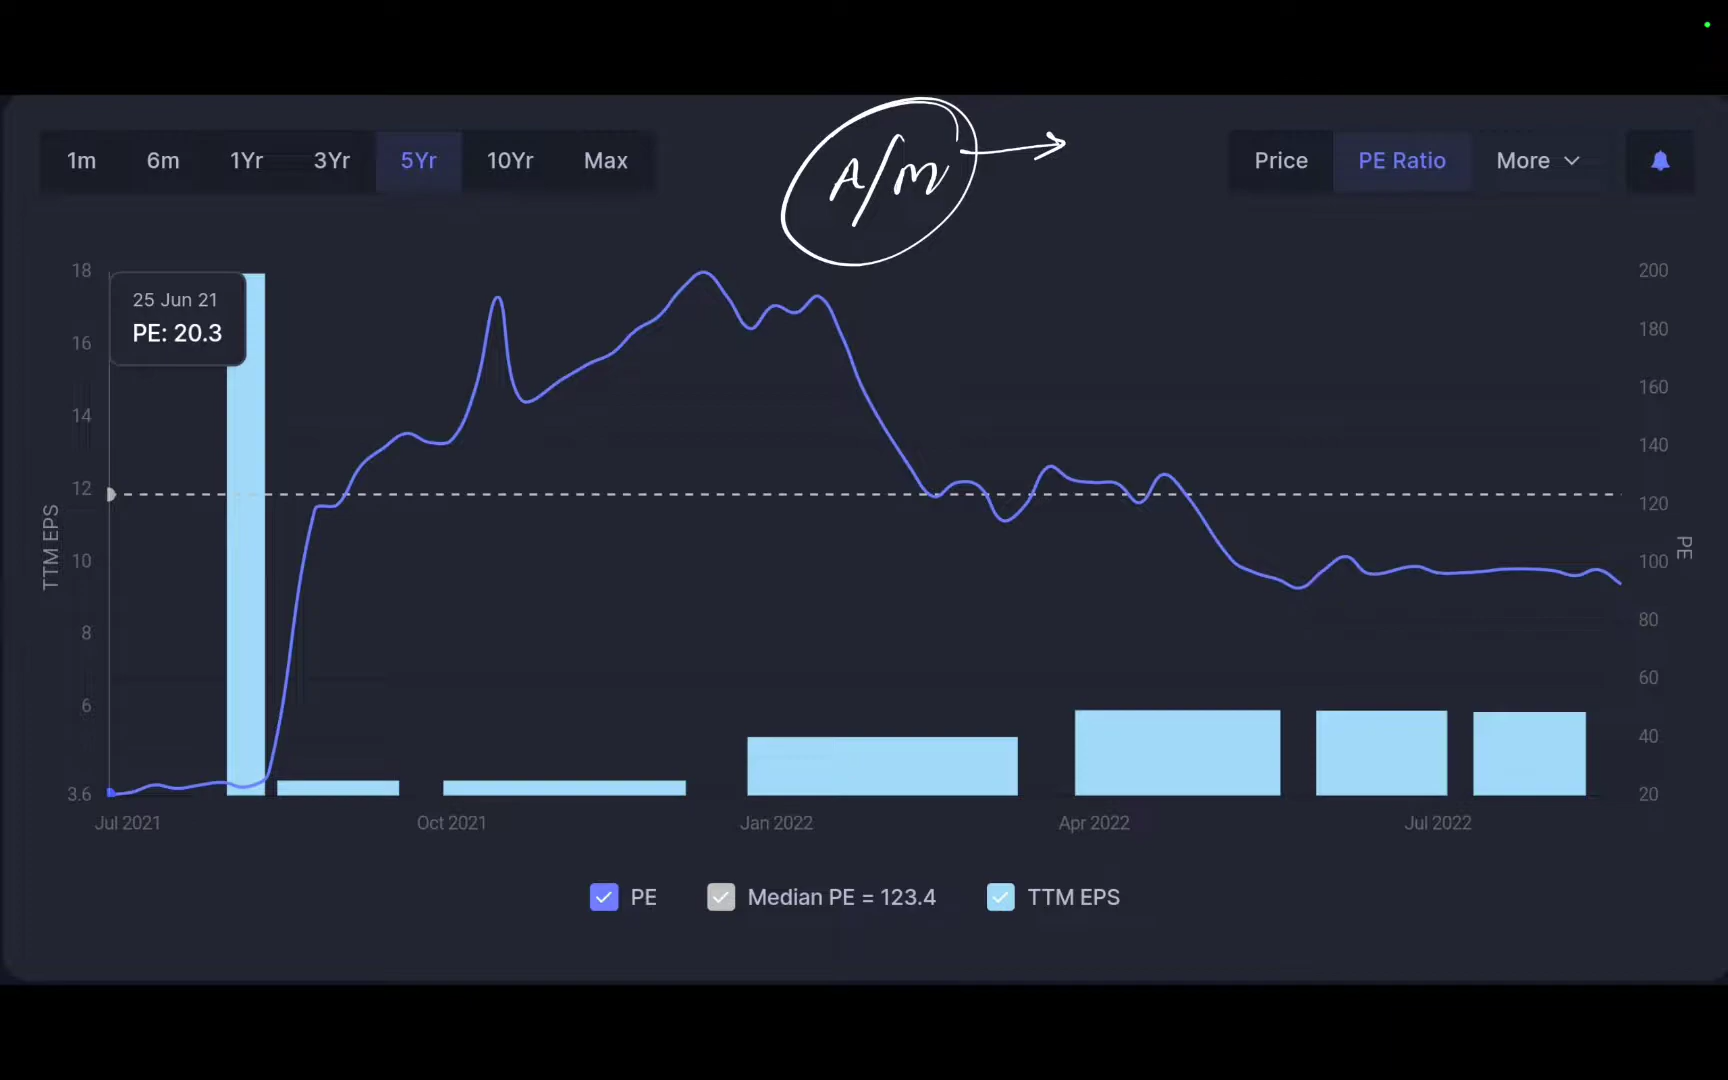 A/M
1m 6m 1Yr 3Yr 5Yr 10Yr Max
Price PE Ratio More
18 200
25 Jun 21
PE: 20.3
16 180
14 160
140
12 120
TTM EPS
PE
10 100
8 80
60
6 40
3.6 20
Jul 2021 Oct 2021 Jan 2022 Apr 2022 Jul 2022
PE Median PE = 123.4 TTM EPS